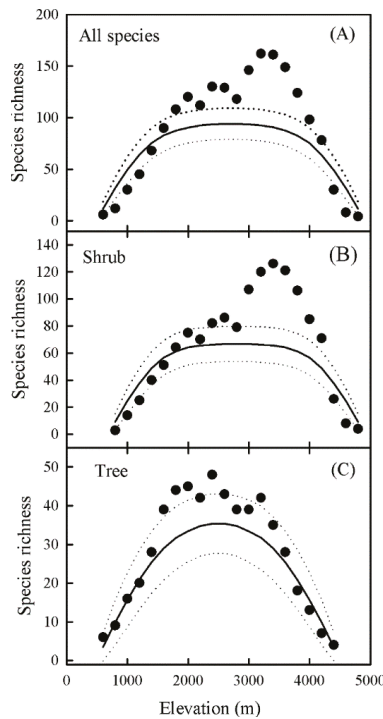 All species
(A)
200
150
100
50
0
Species richness
Shrub
(B)
140
120
100
80
60
40
20
0
Species richness
Tree
(C)
50
40
30
20
10
0
Species richness
0 1000 2000 3000 4000 5000
Elevation (m)